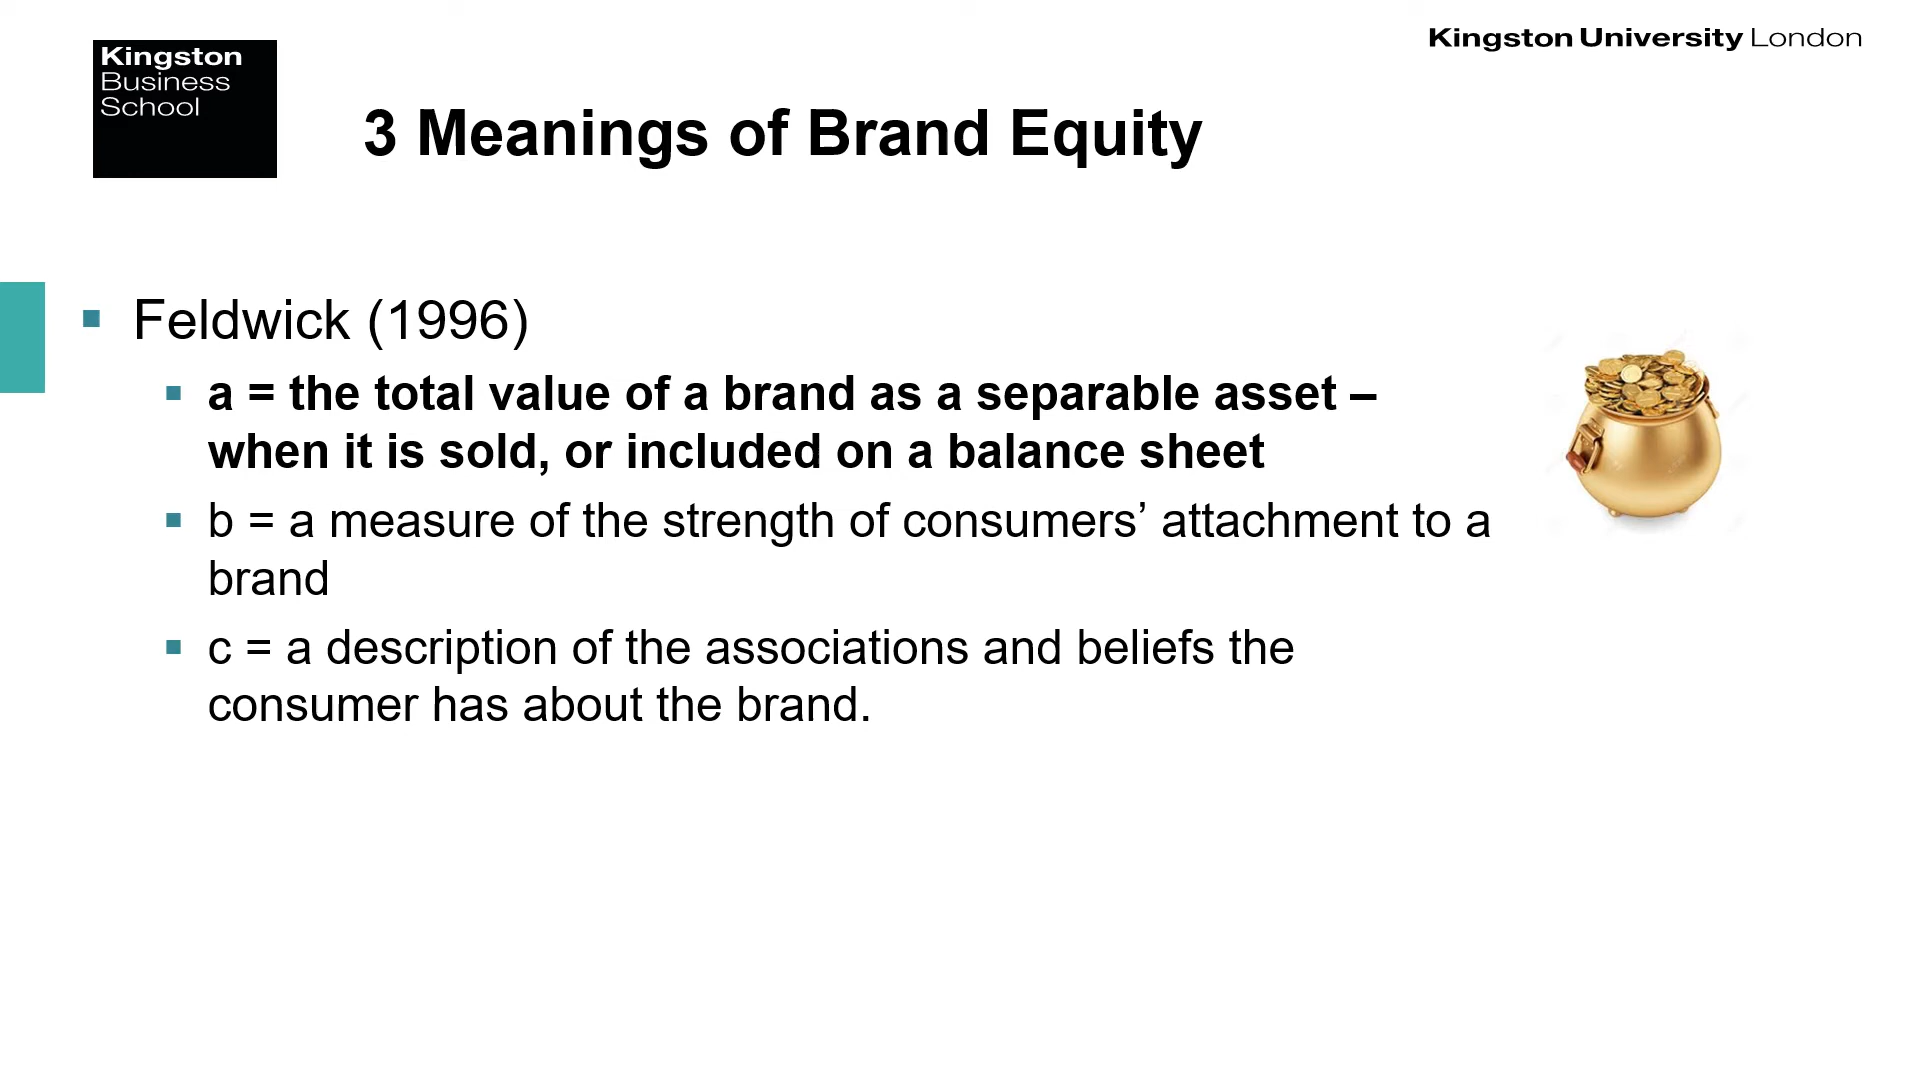 Kingston University London
Kingston
Business
School
3 Meanings of Brand Equity
Feldwick (1996)
a = the total value of a brand as a separable asset –
when it is sold, or included on a balance sheet
b = a measure of the strength of consumers’ attachment to a
brand
c = a description of the associations and beliefs the
consumer has about the brand.